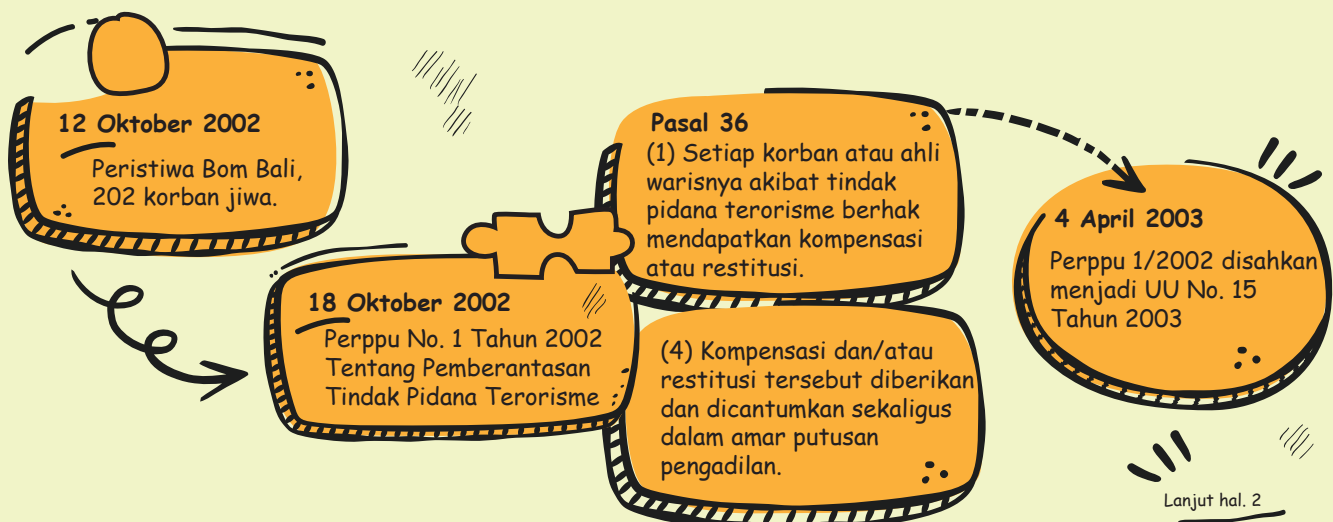 12 Oktober 2002
Peristiwa Bom Bali,
202 korban jiwa.
18 Oktober 2002
Perppu No. 1 Tahun 2002
Tentang Pemberantasan
Tindak Pidana Terorisme
Pasal 36
(1) Setiap korban atau ahli
warisnya akibat tindak
pidana terorisme berhak
mendapatkan kompensasi
atau restitusi.
(4) Kompensasi dan/atau
restitusi tersebut diberikan
dan dicantumkan sekaligus
dalam amar putusan
pengadilan.
4 April 2003
Perppu 1/2002 disahkan
menjadi UU No. 15
Tahun 2003
Lanjut hal. 2